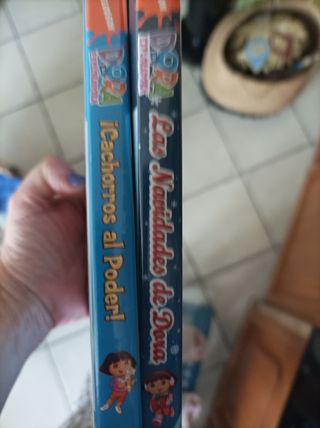 DORA
¡Cachorros al Poder!
DORA
Las Navidades de Dora